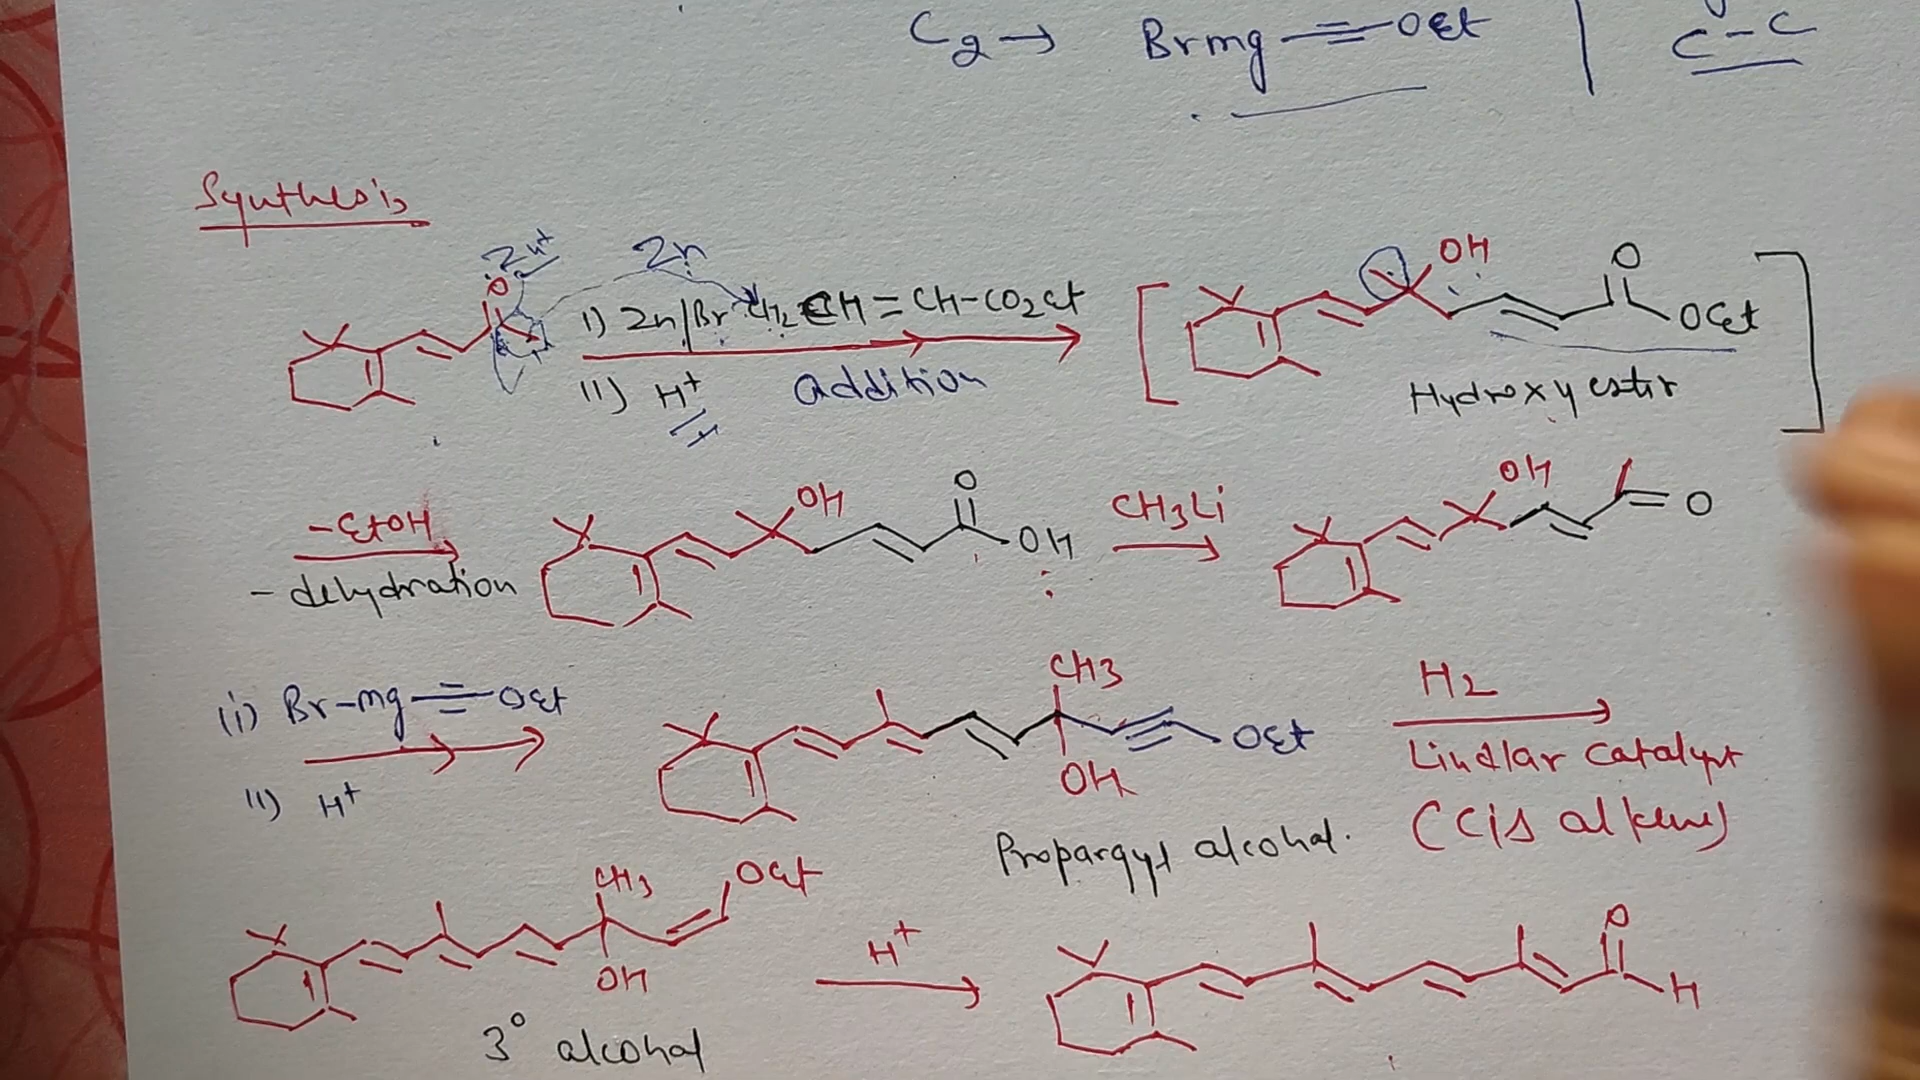 C2 → Brmg≡OEt
C-C
Synthesis
Zn+ Zn
O
i) Zn/Br CH2 CH=CH-CO2Et
ii) H+ addition
OH O OEt
Hydroxy ester
-EtOH
- dehydration
OH O OH
CH3Li
OH O
(i) Br-mg≡OEt
ii) H+
CH3 OH OEt
Propargyl alcohol.
H2
Lindlar Catalyst
(cis alkene)
CH3 OH OEt
3° alcohol
H+
O H